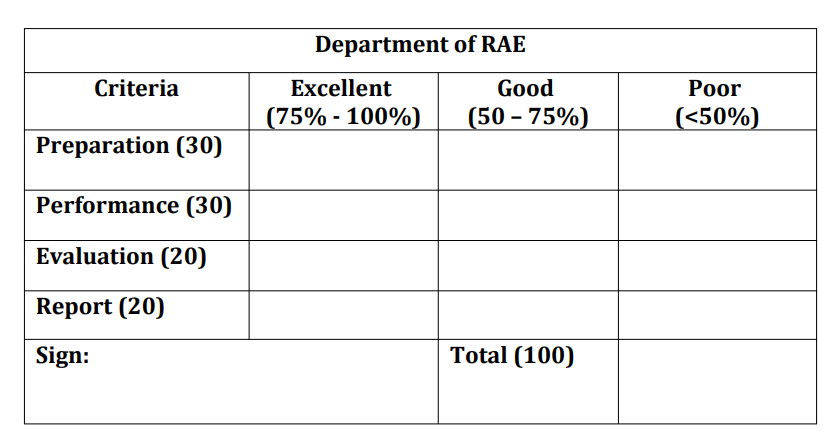 Department of RAE
Criteria Excellent Good Poor
(75% - 100%) (50 – 75%) (<50%)
Preparation (30)
Performance (30)
Evaluation (20)
Report (20)
Sign: Total (100)